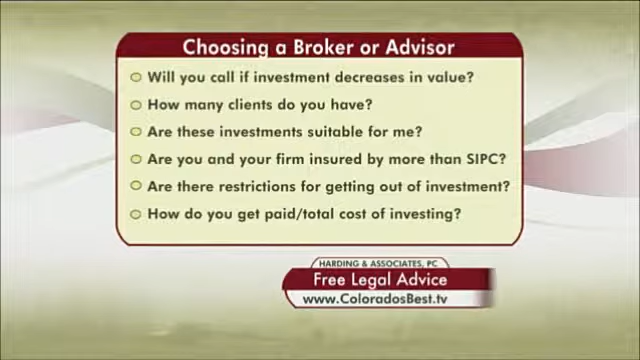 Choosing a Broker or Advisor
Will you call if investment decreases in value?
How many clients do you have?
Are these investments suitable for me?
Are you and your firm insured by more than SIPC?
Are there restrictions for getting out of investment?
How do you get paid/total cost of investing?
HARDING & ASSOCIATES, PC
Free Legal Advice
www.ColoradosBest.tv